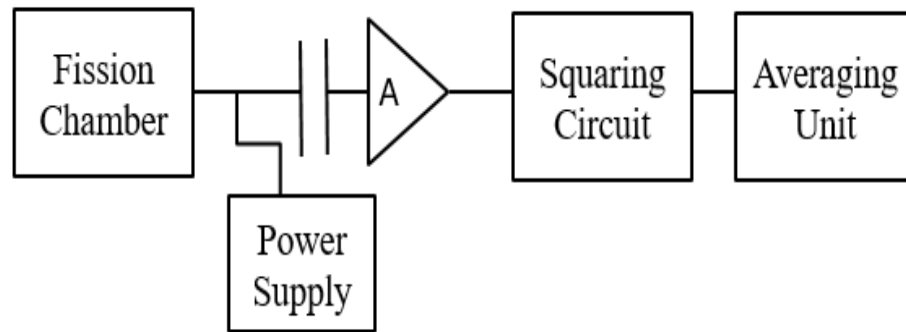 Fission
Chamber
A
Squaring
Circuit
Averaging
Unit
Power
Supply